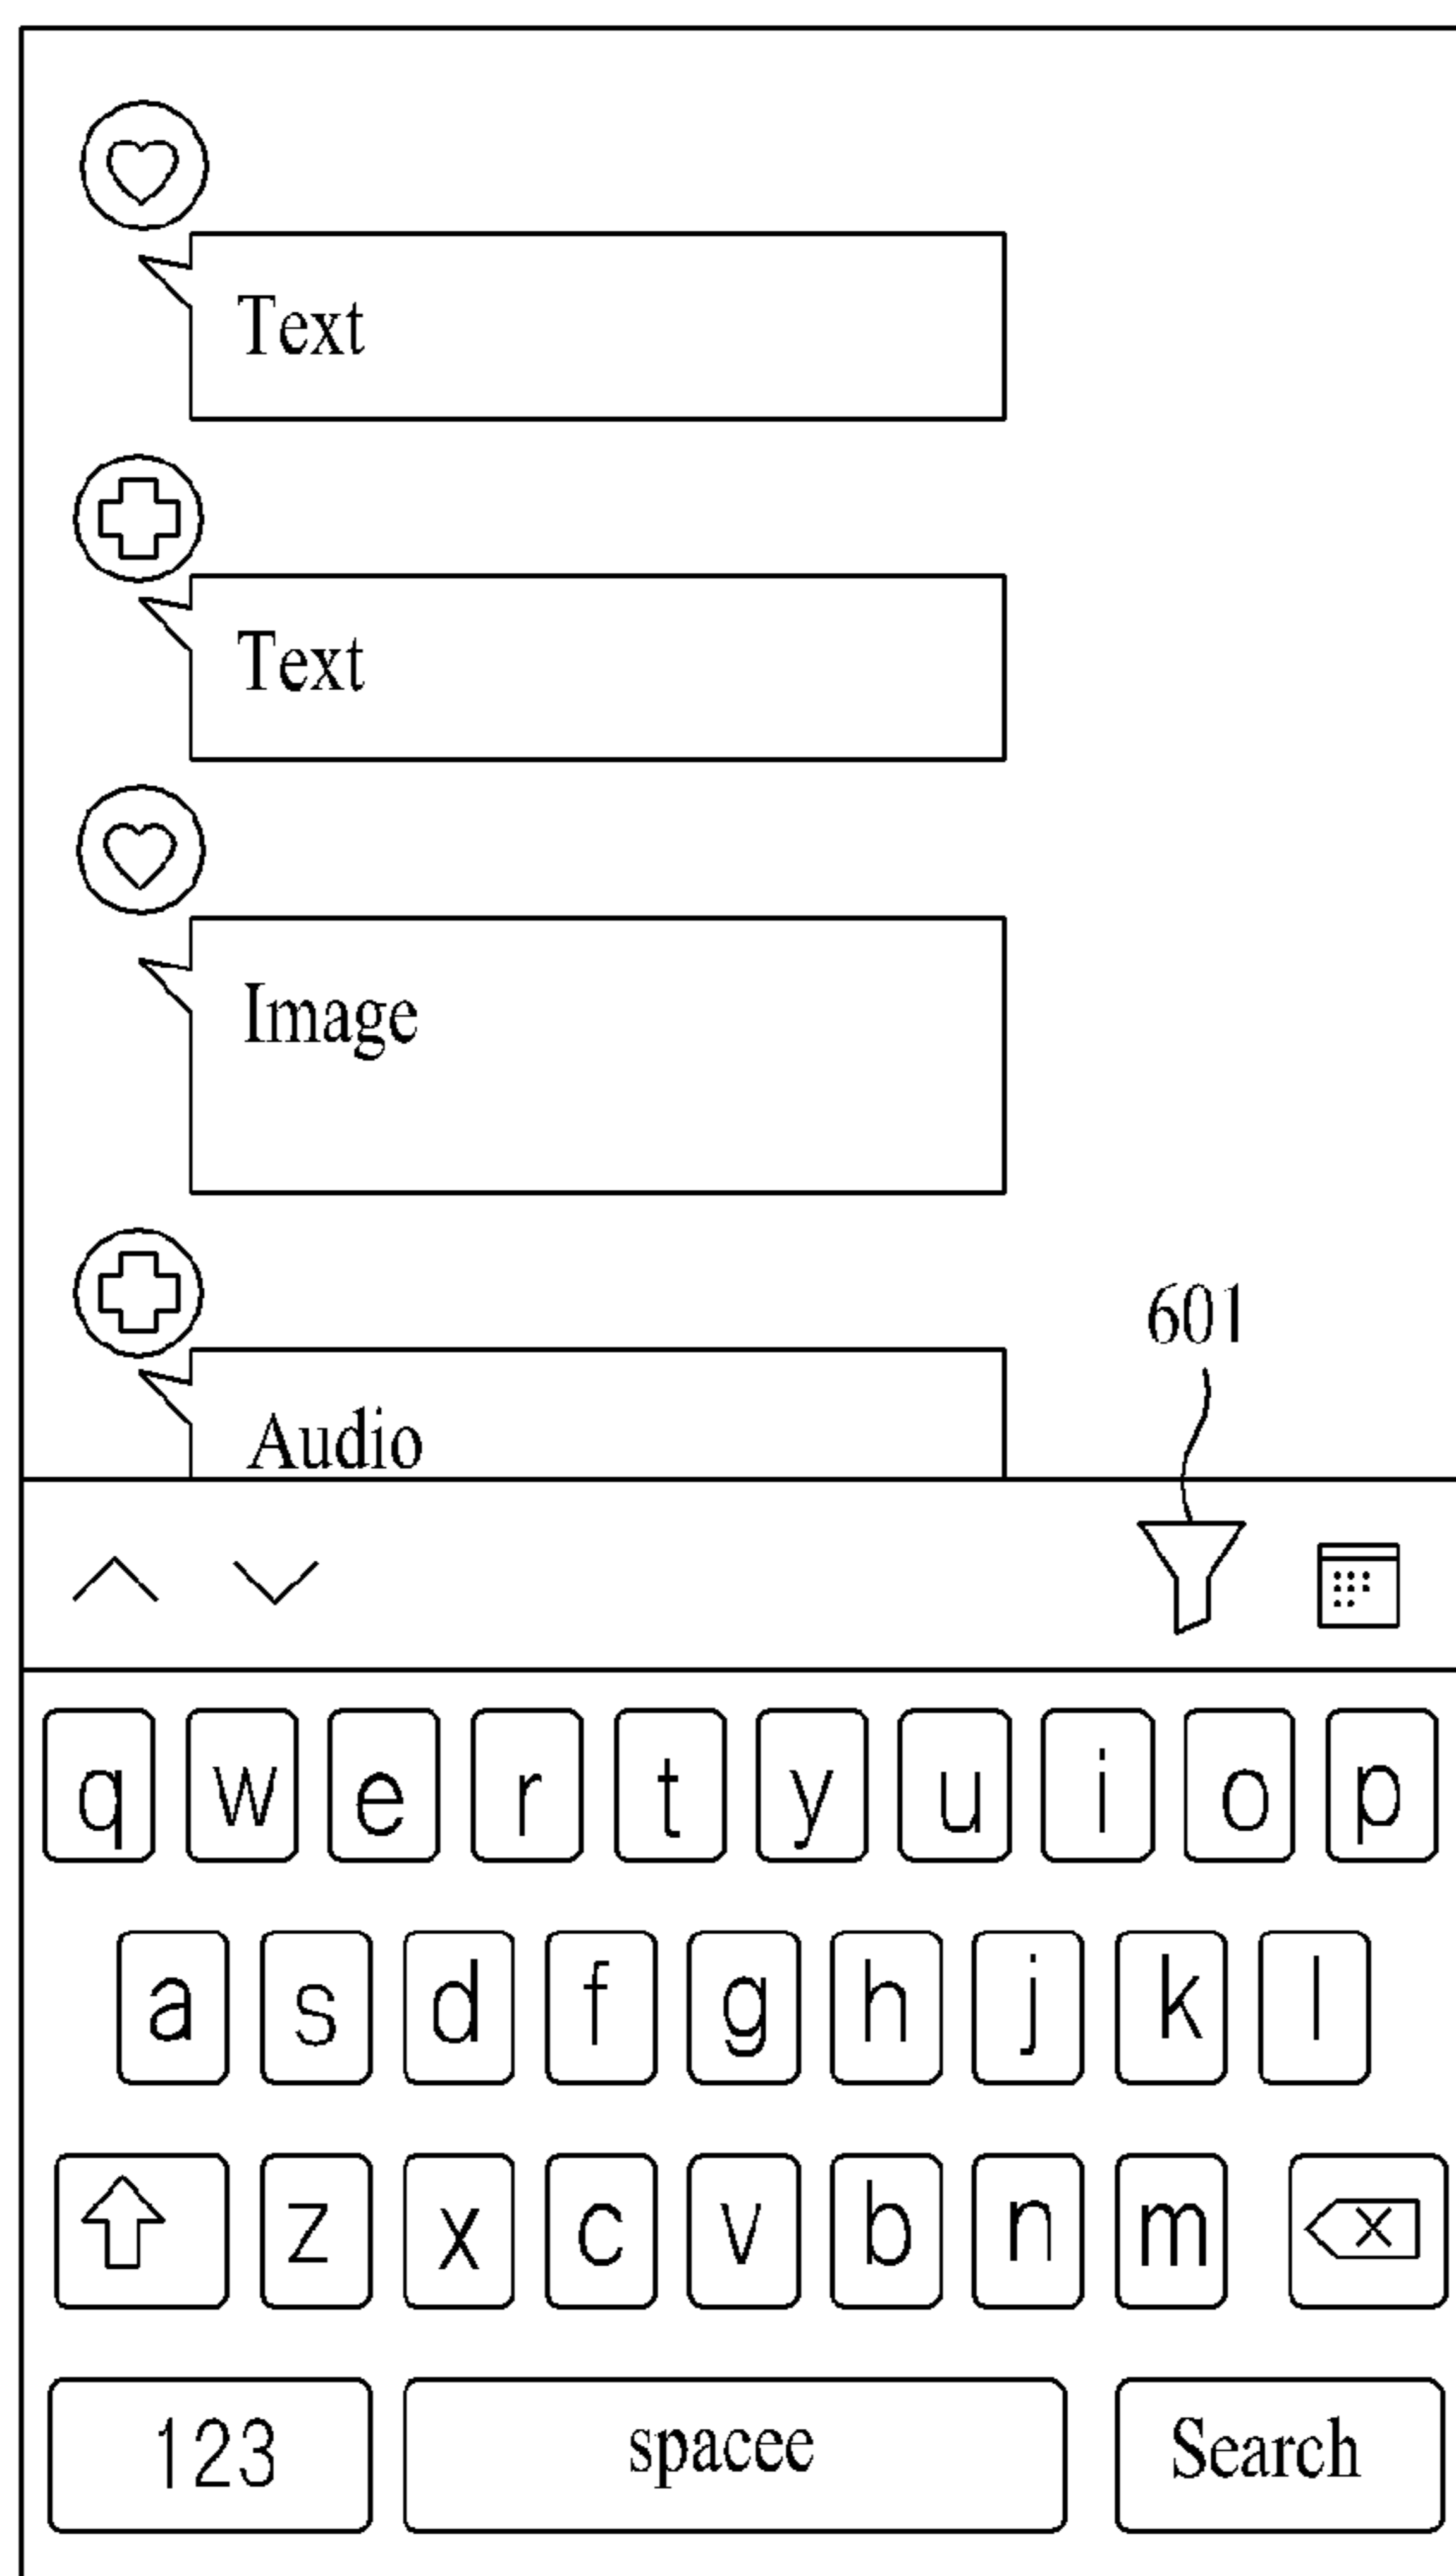 Text
Text
Image
601
Audio
q w e r t y u i o p
a s d f g h j k l
z x c v b n m
123 spacee Search